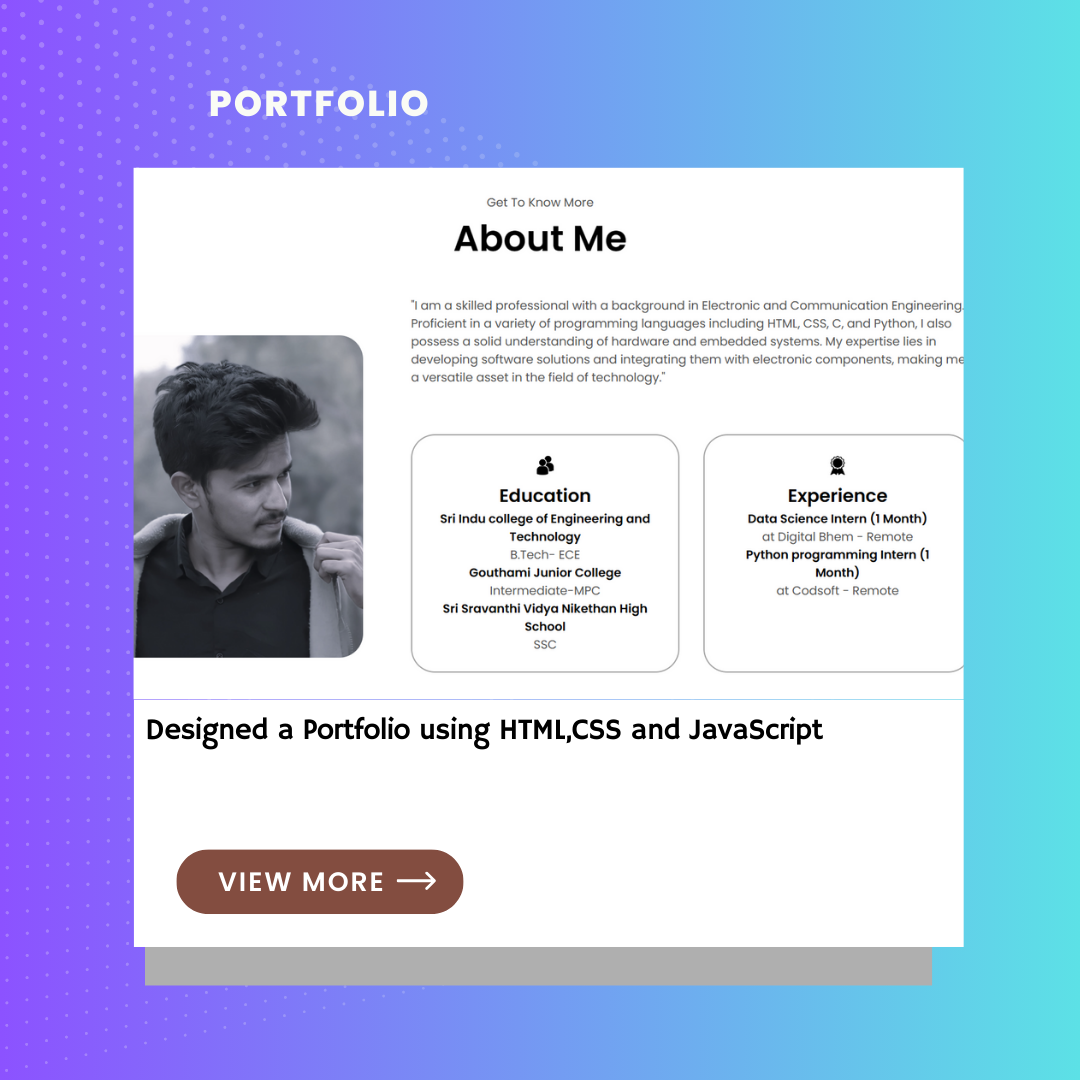 PORTFOLIO
Get To Know More
About Me
"I am a skilled professional with a background in Electronic and Communication Engineering.
Proficient in a variety of programming languages including HTML, CSS, C, and Python, I also
possess a solid understanding of hardware and embedded systems. My expertise lies in
developing software solutions and integrating them with electronic components, making me
a versatile asset in the field of technology."
Education
Sri Indu college of Engineering and
Technology
B.Tech- ECE
Gouthami Junior College
Intermediate-MPC
Sri Sravanthi Vidya Nikethan High
School
SSC
Experience
Data Science Intern (1 Month)
at Digital Bhem - Remote
Python programming Intern (1
Month)
at Codsoft - Remote
Designed a Portfolio using HTML,CSS and JavaScript
VIEW MORE